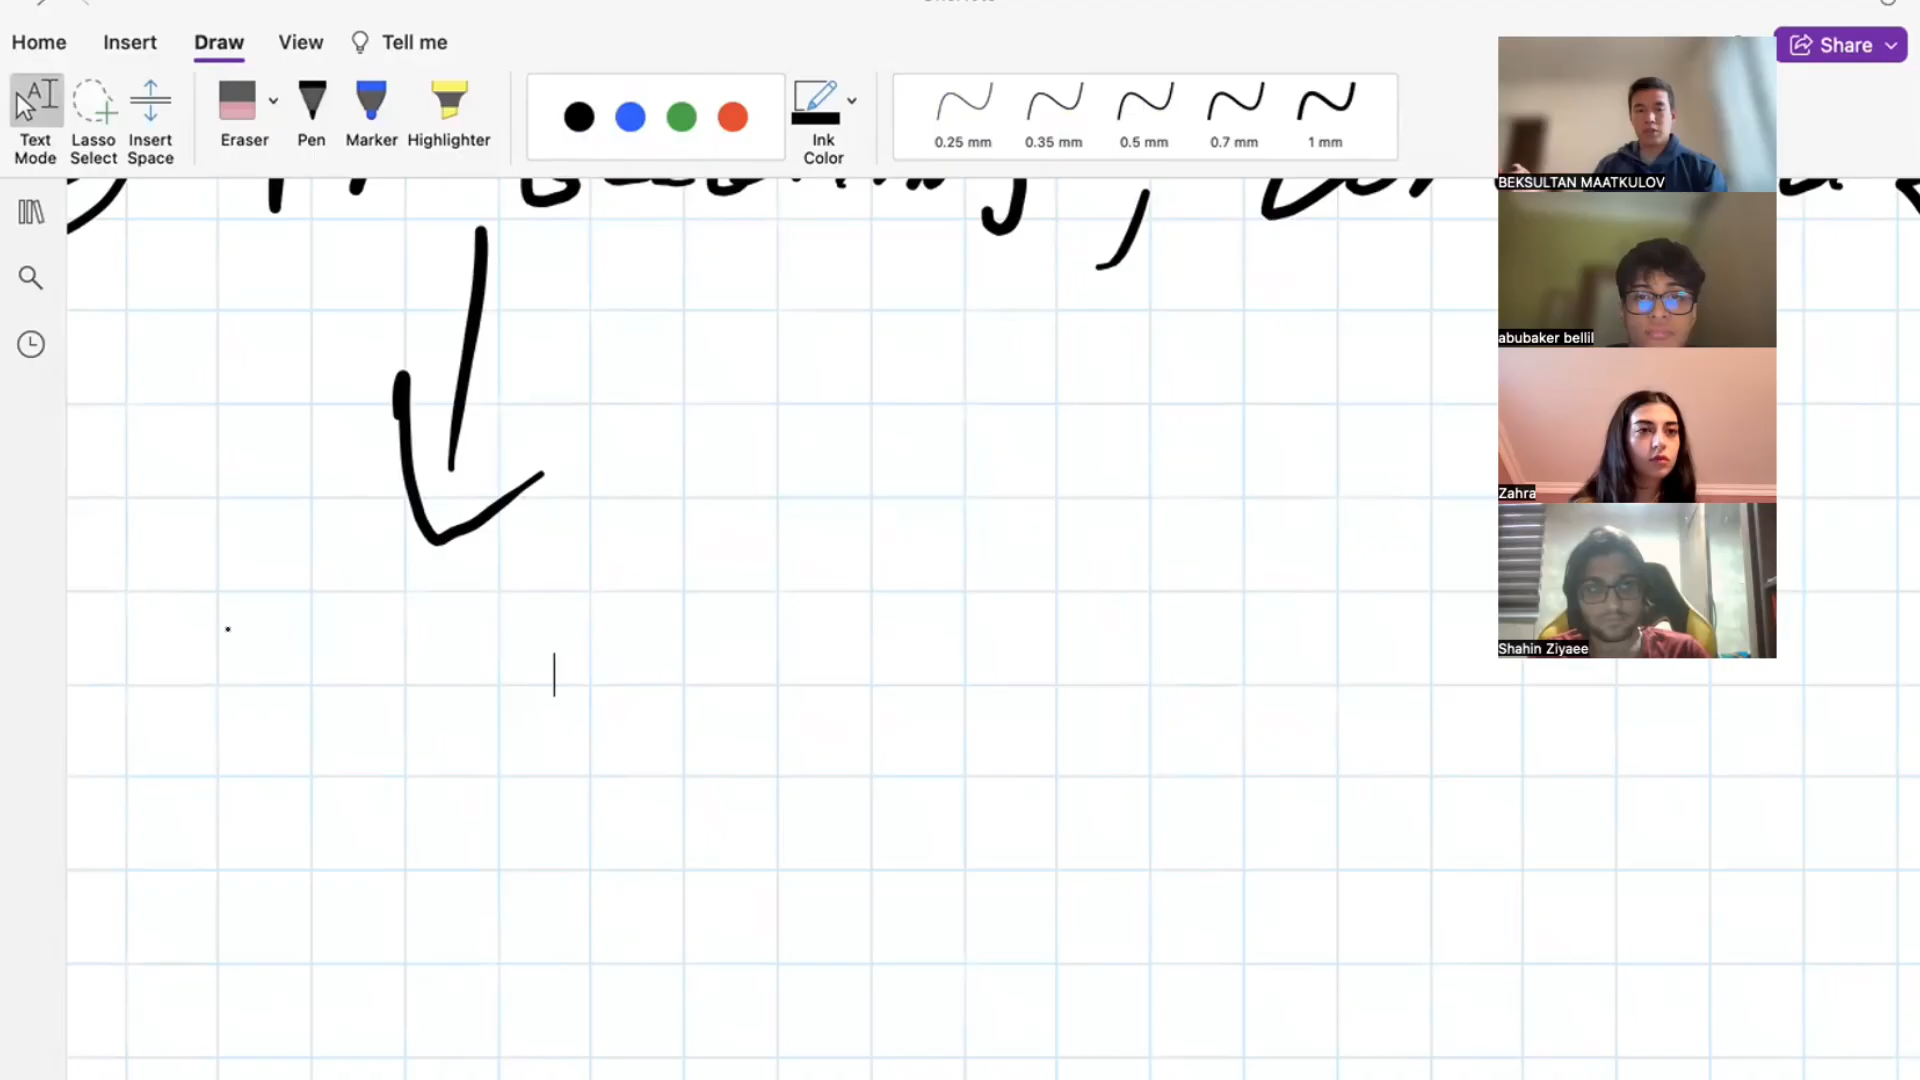 Home Insert Draw View Tell me
Share
Text Mode
Lasso Select
Insert Space
Eraser
Pen
Marker
Highlighter
Ink Color
0.25 mm
0.35 mm
0.5 mm
0.7 mm
1 mm
BEKSULTAN MAATKULOV
abubaker bellil
Zahra
Shahin Ziyaee